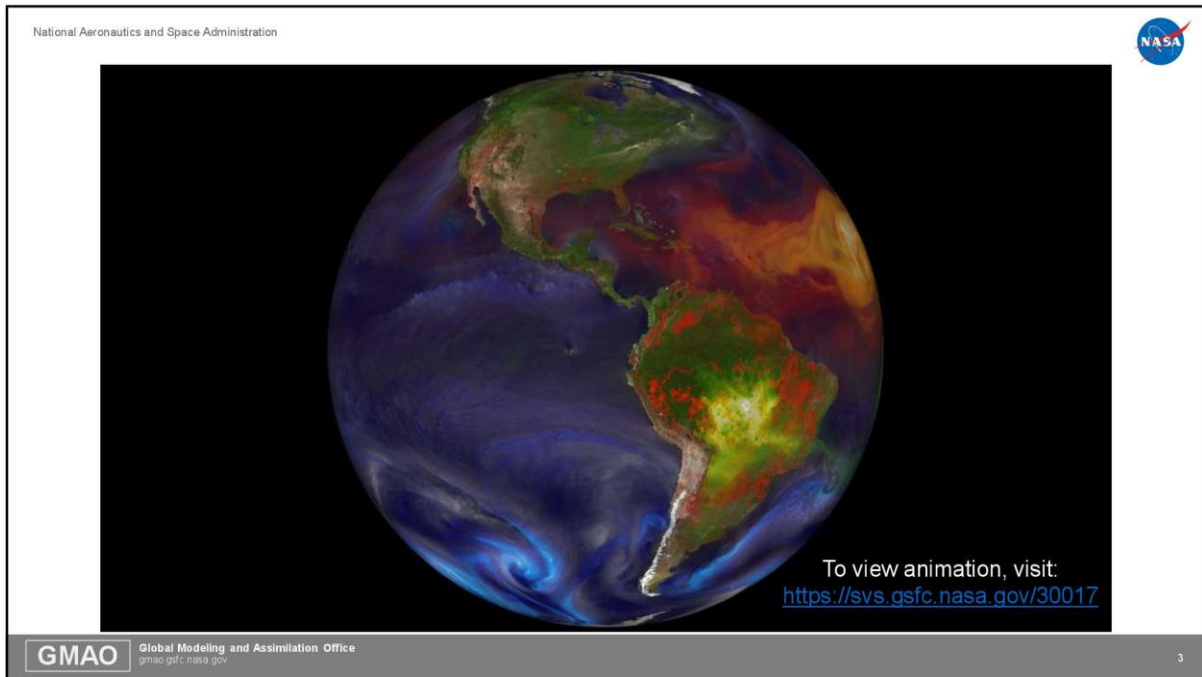 National Aeronautics and Space Administration
NASA
To view animation, visit:
https://svs.gsfc.nasa.gov/30017
GMAO
Global Modeling and Assimilation Office
gmao.gsfc.nasa.gov
3